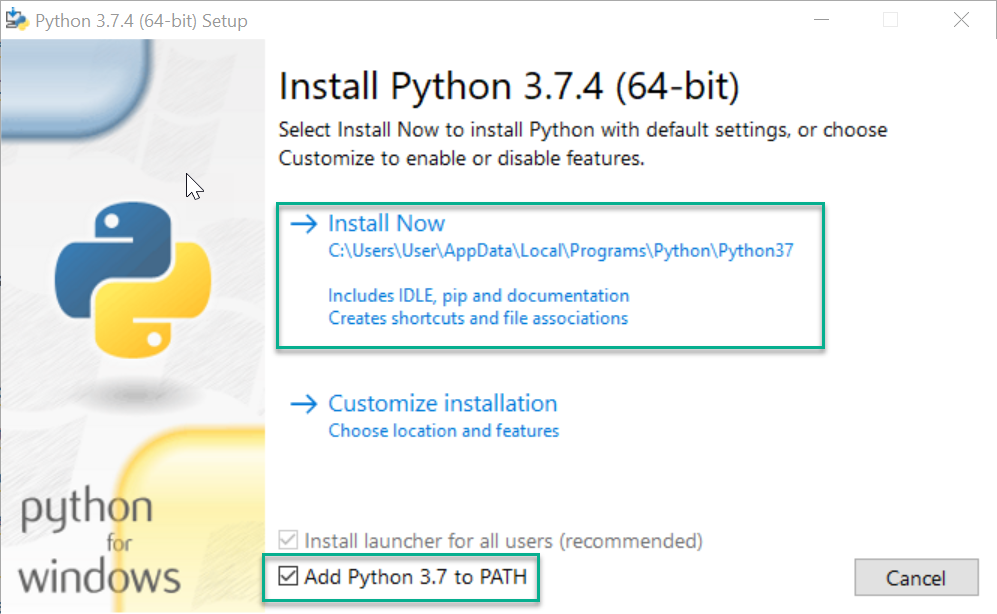 Python 3.7.4 (64-bit) Setup
Install Python 3.7.4 (64-bit)
Select Install Now to install Python with default settings, or choose
Customize to enable or disable features.
Install Now
C:\Users\User\AppData\Local\Programs\Python\Python37
Includes IDLE, pip and documentation
Creates shortcuts and file associations
Customize installation
Choose location and features
python
for
windows
Install launcher for all users (recommended)
Add Python 3.7 to PATH
Cancel